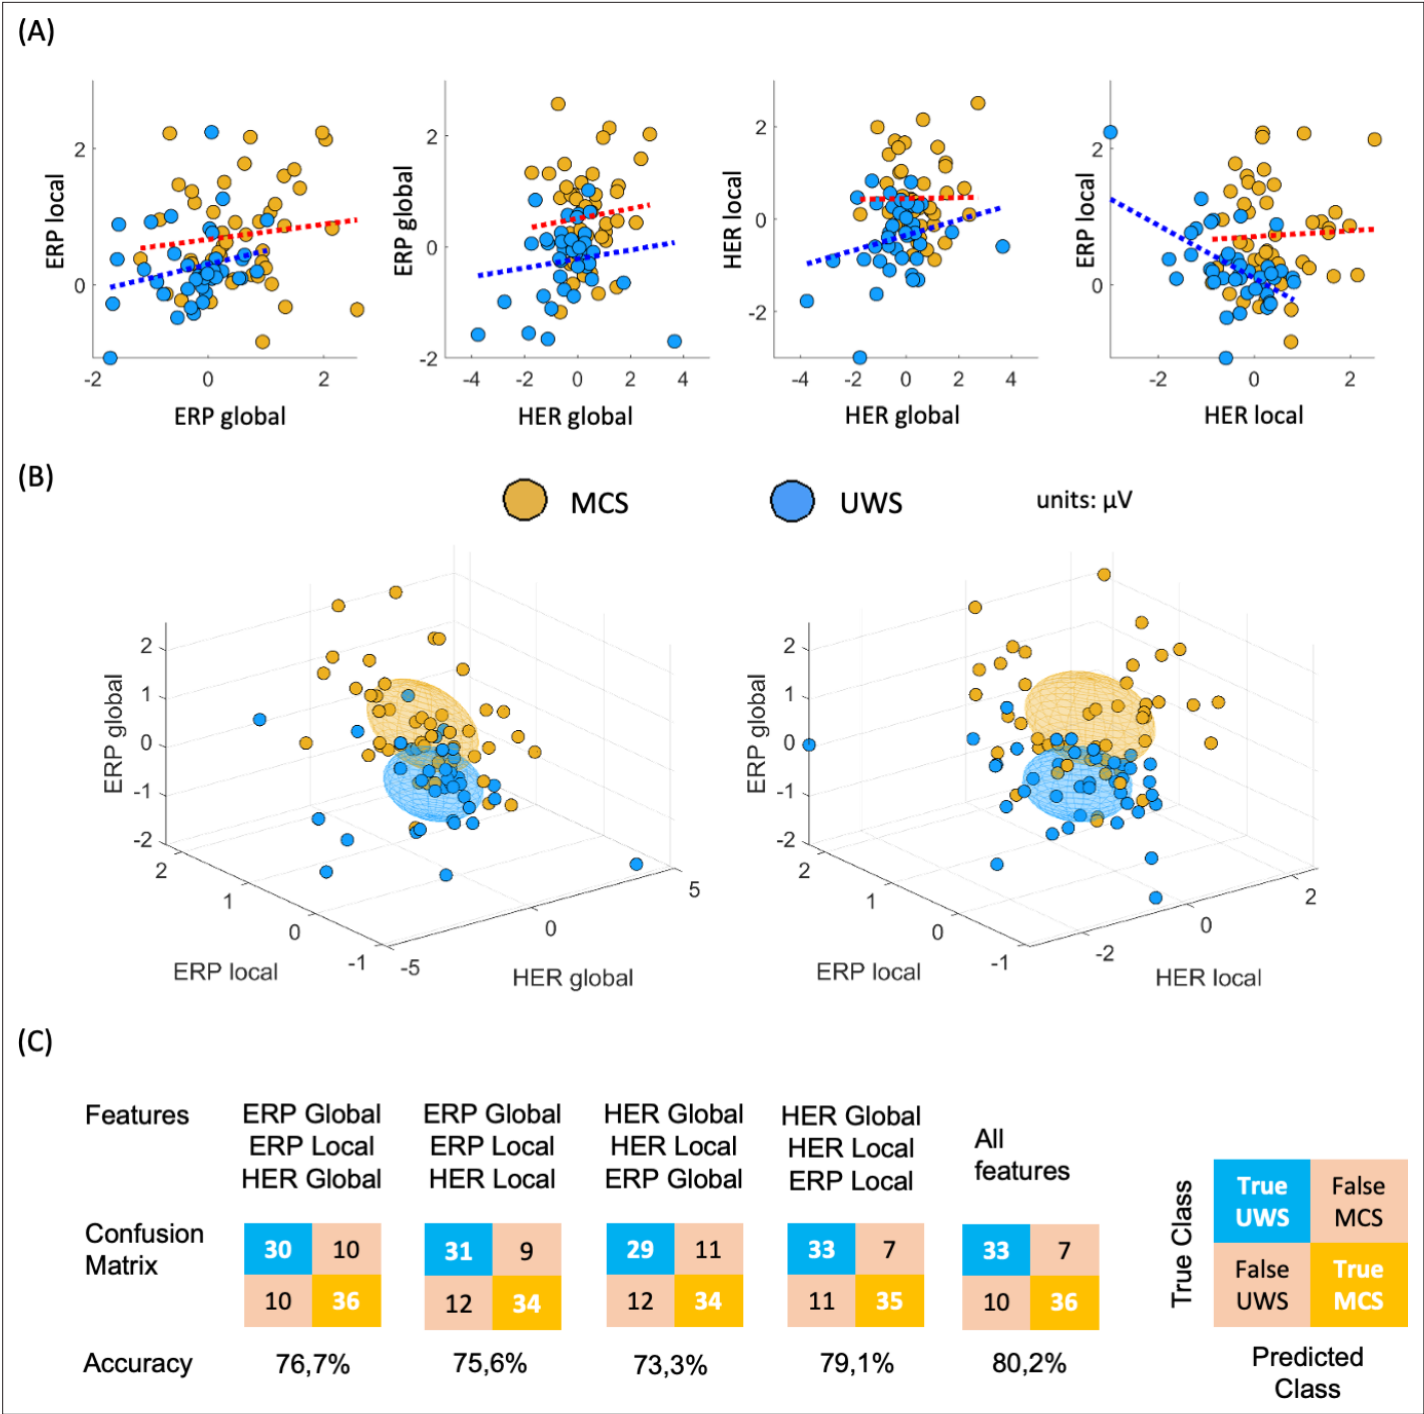 (A)
ERP local
2
0
-2 0 2
ERP global
ERP global
2
0
-2
-4 -2 0 2 4
HER global
HER local
2
0
-2
-4 -2 0 2 4
HER global
ERP local
2
0
-2 0 2
HER local
(B)
MCS UWS units: µV
ERP global
2
1
0
-1
-2
2
1
0
-1
ERP local
-5
0
5
HER global
ERP global
2
1
0
-1
-2
2
1
0
-1
ERP local
-2
0
2
HER local
(C)
Features
ERP Global
ERP Local
HER Global
ERP Global
ERP Local
HER Local
HER Global
HER Local
ERP Global
HER Global
HER Local
ERP Local
All
features
Confusion
Matrix
30 10
10 36
31 9
12 34
29 11
12 34
33 7
11 35
33 7
10 36
Accuracy 76,7% 75,6% 73,3% 79,1% 80,2%
True Class
True
UWS
False
MCS
False
UWS
True
MCS
Predicted
Class